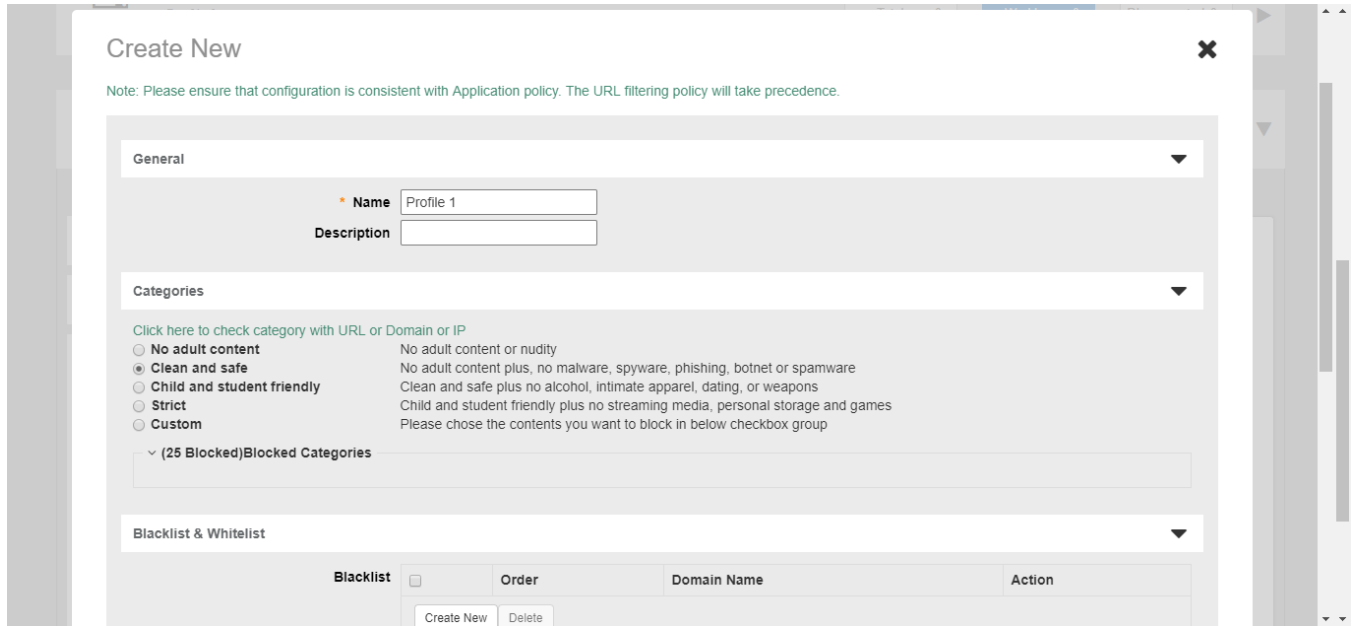 Create New
Note: Please ensure that configuration is consistent with Application policy. The URL filtering policy will take precedence.
General
* Name Profile 1
Description
Categories
Click here to check category with URL or Domain or IP
No adult content No adult content or nudity
Clean and safe No adult content plus, no malware, spyware, phishing, botnet or spamware
Child and student friendly Clean and safe plus no alcohol, intimate apparel, dating, or weapons
Strict Child and student friendly plus no streaming media, personal storage and games
Custom Please chose the contents you want to block in below checkbox group
(25 Blocked)Blocked Categories
Blacklist & Whitelist
Blacklist Order Domain Name Action
Create New Delete